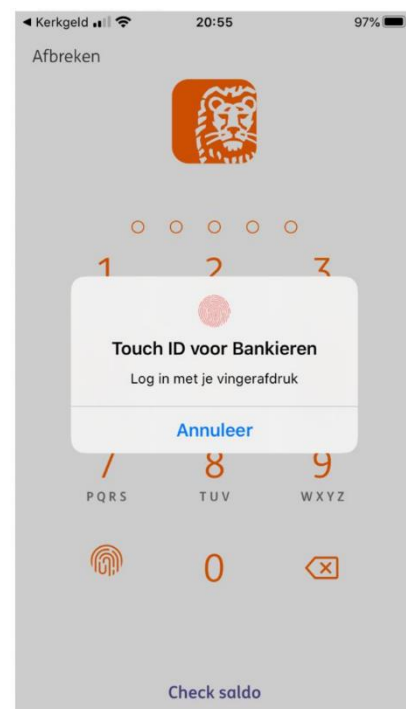 ◀ Kerkgeld 20:55 97%
Afbreken
1 2 3
Touch ID voor Bankieren
Log in met je vingerafdruk
Annuleer
7 8 9
PQRS TUV WXYZ
0
Check saldo